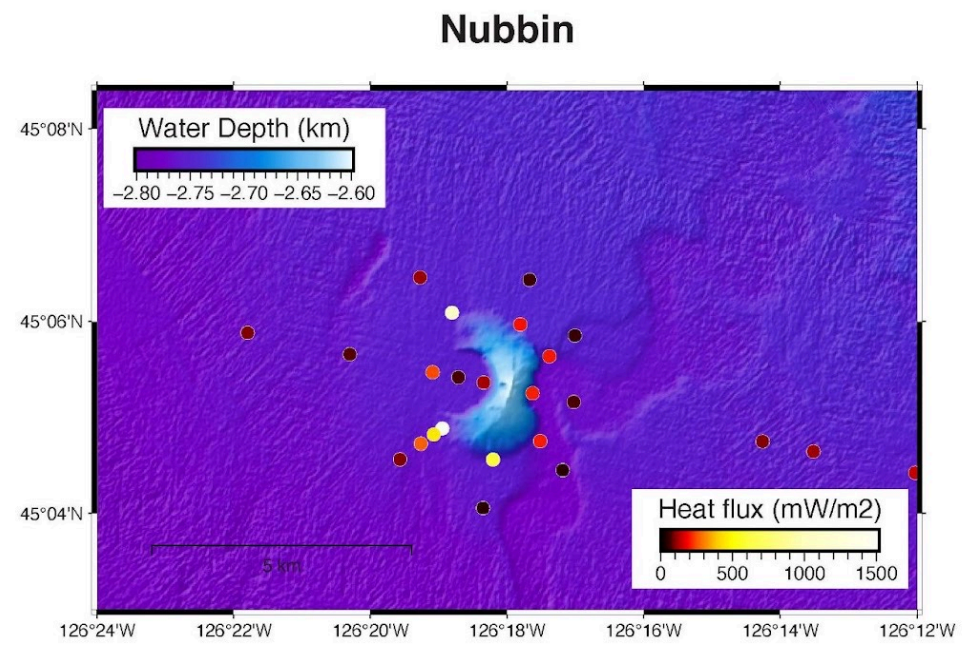 Nubbin
Water Depth (km)
−2.80 −2.75 −2.70 −2.65 −2.60
45°08'N
45°06'N
45°04'N
5 km
Heat flux (mW/m2)
0 500 1000 1500
126°24'W 126°22'W 126°20'W 126°18'W 126°16'W 126°14'W 126°12'W